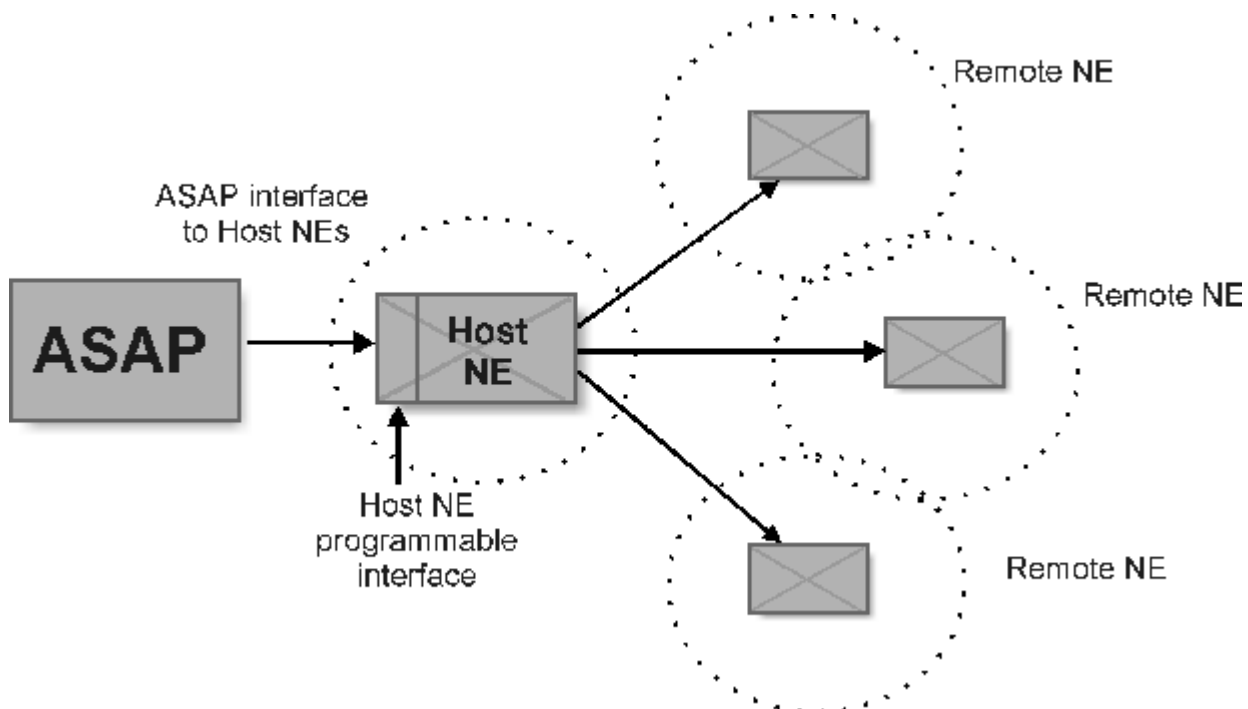 Remote NE
ASAP interface
to Host NEs
Remote NE
ASAP
Host
NE
Host NE
programmable
interface
Remote NE